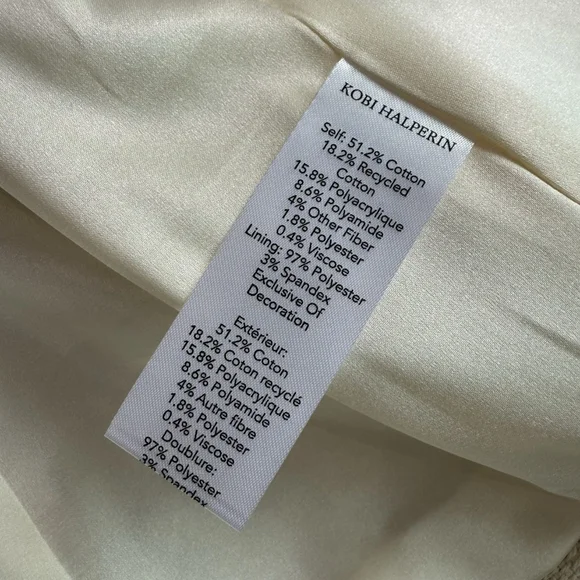 KOBI HALPERIN
Self: 51.2% Cotton
18.2% Recycled
Cotton
15.8% Polyacrylique
8.6% Polyamide
4% Other Fiber
1.8% Polyester
0.4% Viscose
Lining: 97% Polyester
3% Spandex
Exclusive Of
Decoration
Extérieur:
51.2% Coton
18.2% Coton recyclé
15.8% Polyacrylique
8.6% Polyamide
4% Autre fibre
1.8% Polyester
0.4% Viscose
Doublure:
97% Polyester
3% Spandex